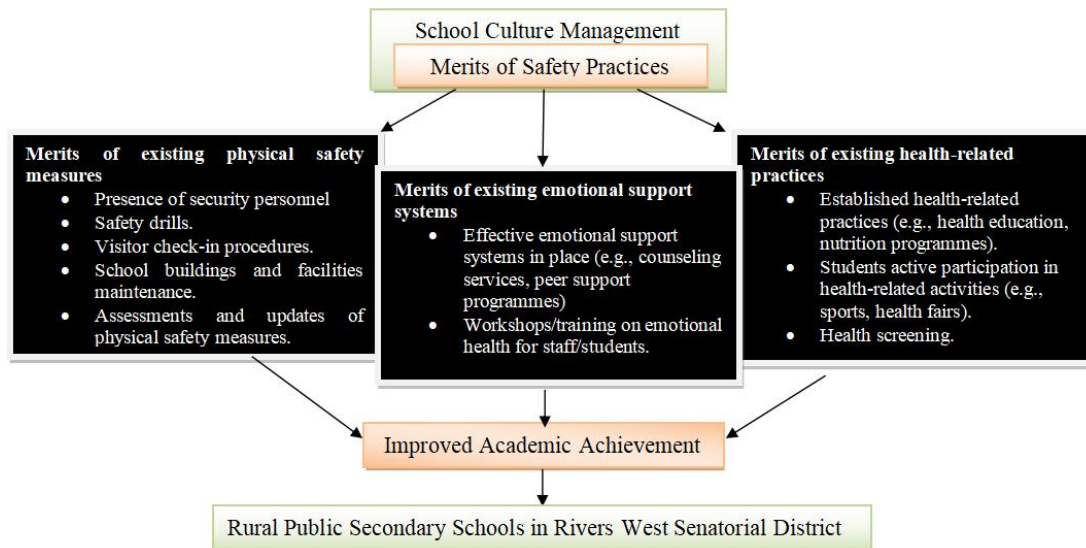 School Culture Management
Merits of Safety Practices
Merits of existing physical safety
measures
• Presence of security personnel
• Safety drills.
• Visitor check-in procedures.
• School buildings and facilities
maintenance.
• Assessments and updates of
physical safety measures.
Merits of existing emotional support
systems
• Effective emotional support
systems in place (e.g., counseling
services, peer support
programmes)
• Workshops/training on emotional
health for staff/students.
Merits of existing health-related
practices
• Established health-related
practices (e.g., health education,
nutrition programmes).
• Students active participation in
health-related activities (e.g.,
sports, health fairs).
• Health screening.
Improved Academic Achievement
Rural Public Secondary Schools in Rivers West Senatorial District